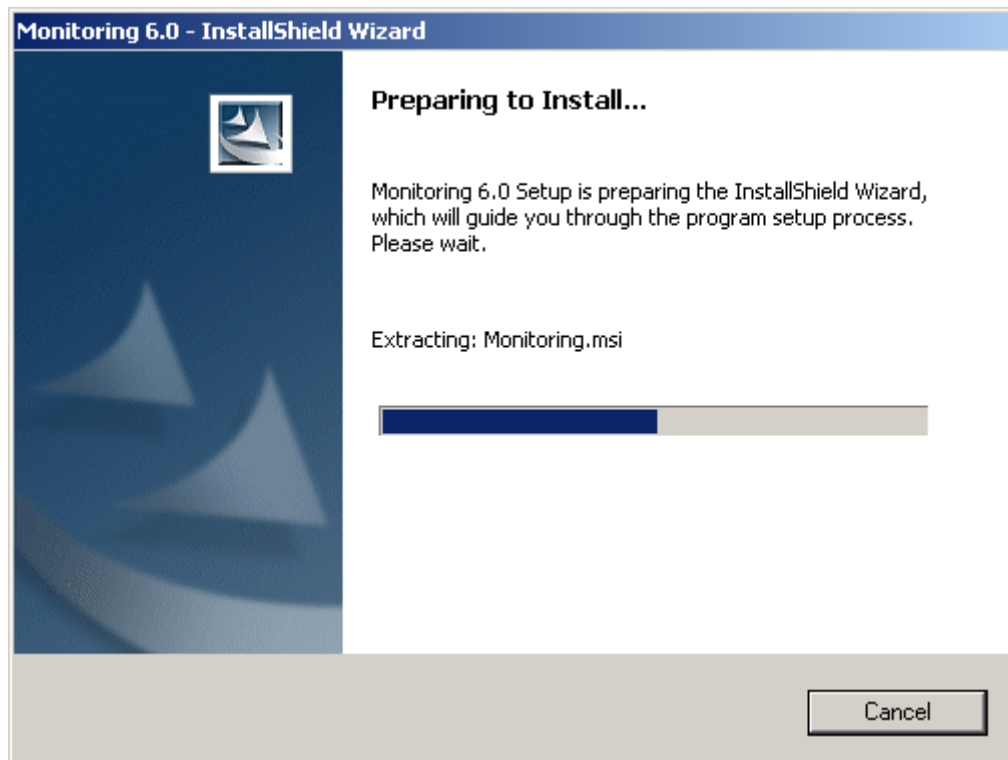 Monitoring 6.0 - InstallShield Wizard
Preparing to Install...
Monitoring 6.0 Setup is preparing the InstallShield Wizard,
which will guide you through the program setup process.
Please wait.
Extracting: Monitoring.msi
Cancel